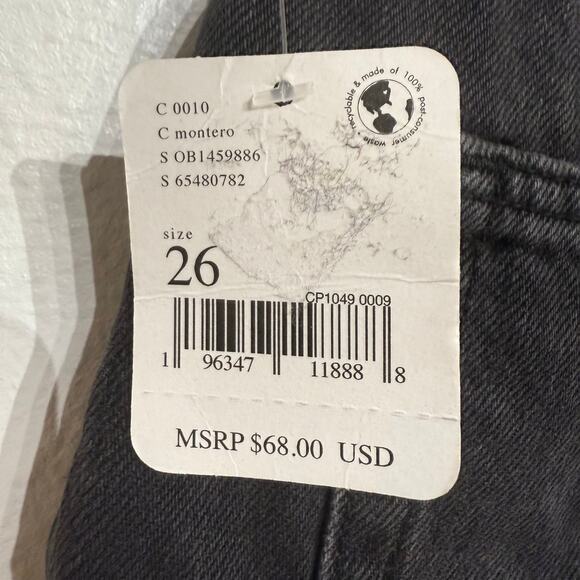 C 0010
C montero
S OB1459886
S 65480782
recyclable & made of 100% post-consumer waste •
size
26
CP1049 0009
1 96347 11888 8
MSRP $68.00 USD